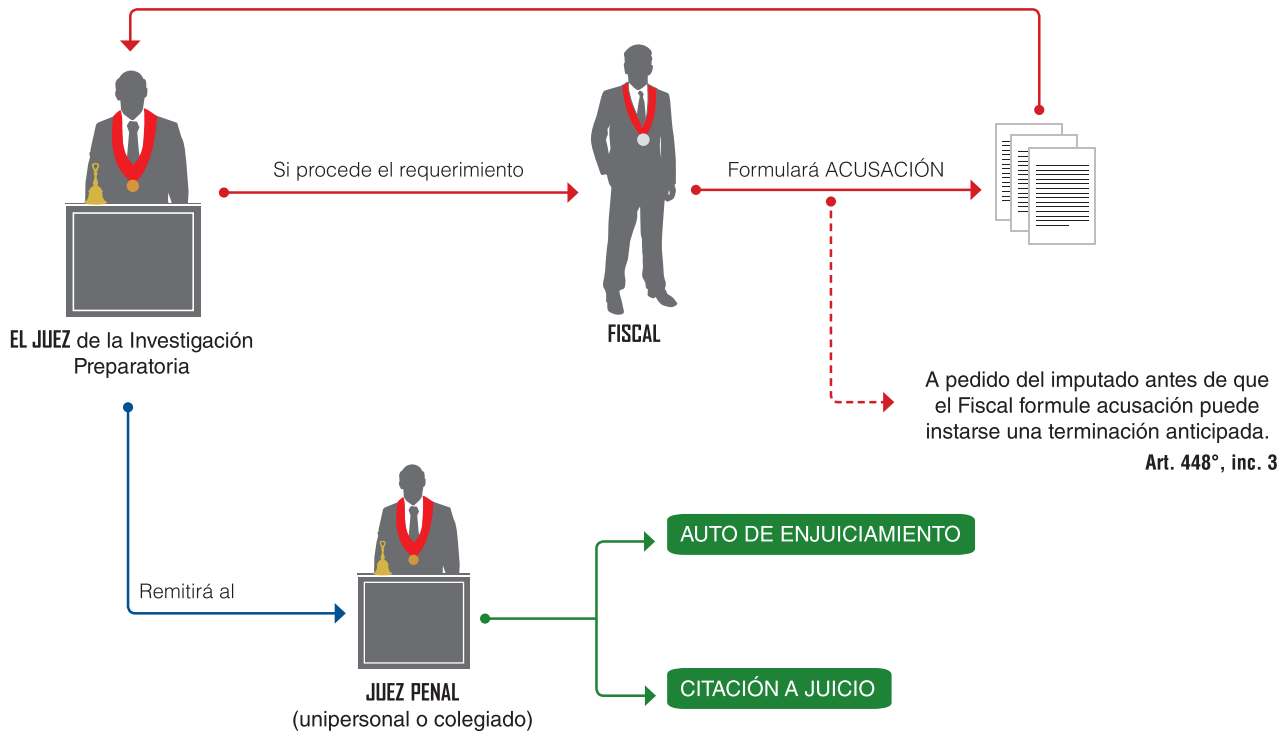 Si procede el requerimiento
Formulará ACUSACIÓN
EL JUEZ de la Investigación
Preparatoria
FISCAL
A pedido del imputado antes de que
el Fiscal formule acusación puede
instarse una terminación anticipada.
Art. 448°, inc. 3
Remitirá al
JUEZ PENAL
(unipersonal o colegiado)
AUTO DE ENJUICIAMIENTO
CITACIÓN A JUICIO